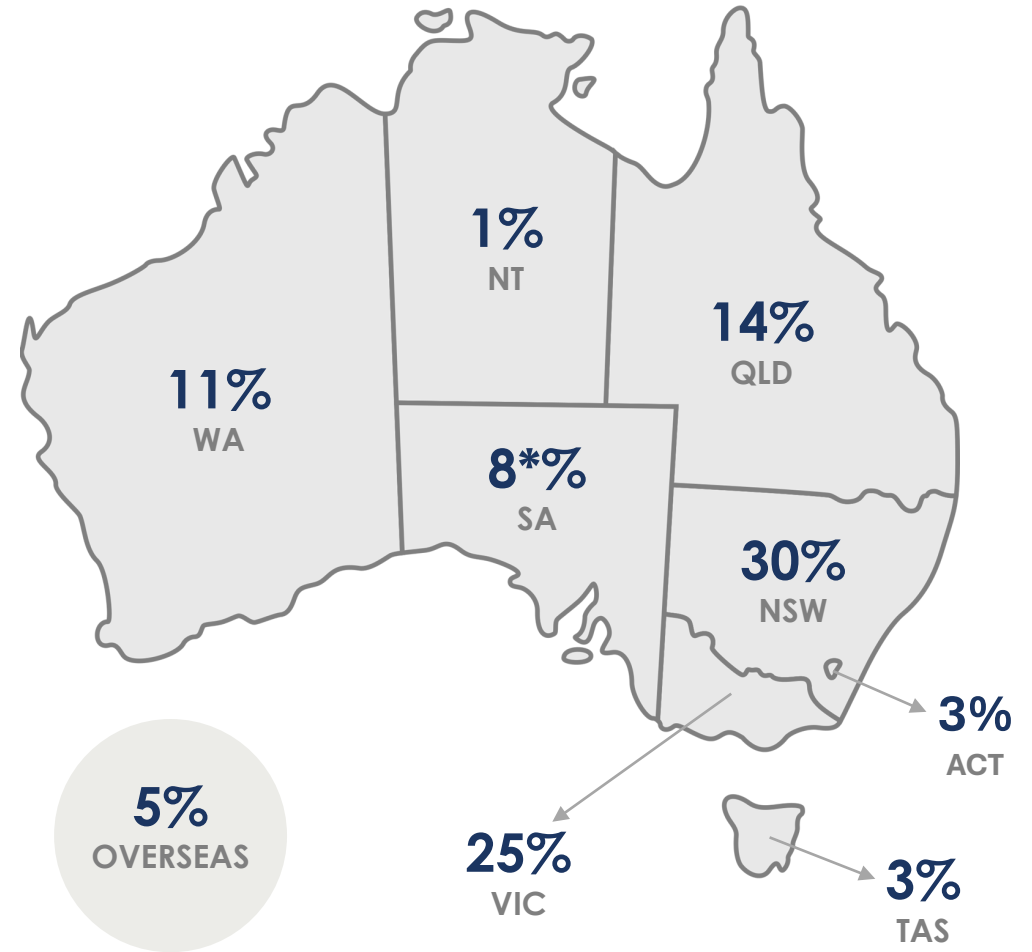 1%
NT
14%
QLD
11%
WA
8*%
SA
30%
NSW
3%
ACT
5%
OVERSEAS
25%
VIC
3%
TAS